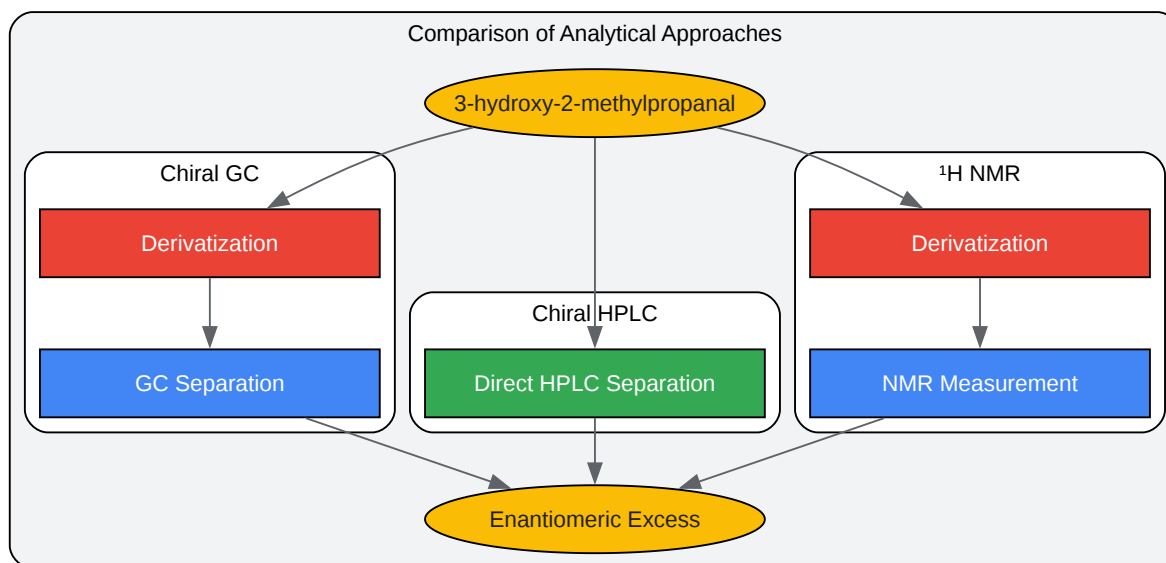 Comparison of Analytical Approaches
3-hydroxy-2-methylpropanal
Chiral GC
Derivatization
GC Separation
Chiral HPLC
Direct HPLC Separation
¹H NMR
Derivatization
NMR Measurement
Enantiomeric Excess